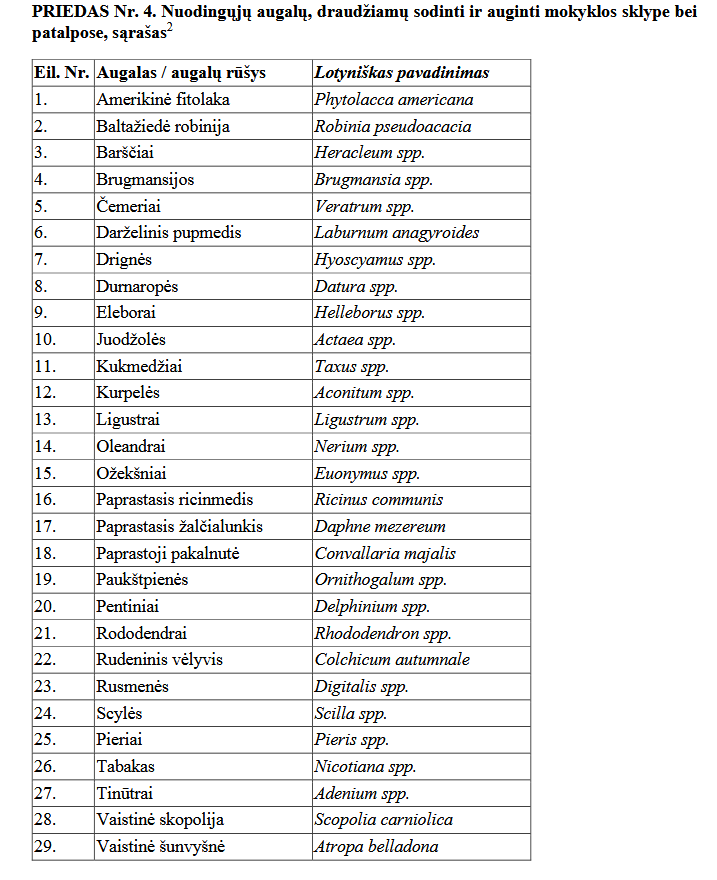 PRIEDAS Nr. 4. Nuodingųjų augalų, draudžiamų sodinti ir auginti mokyklos sklype bei
patalpose, sąrašas2
Eil. Nr. Augalas / augalų rūšys Lotyniškas pavadinimas
1. Amerikinė fitolaka Phytolacca americana
2. Baltažiedė robinija Robinia pseudoacacia
3. Barščiai Heracleum spp.
4. Brugmansijos Brugmansia spp.
5. Čemeriai Veratrum spp.
6. Darželinis pupmedis Laburnum anagyroides
7. Drignės Hyoscyamus spp.
8. Durnaropės Datura spp.
9. Eleborai Helleborus spp.
10. Juodžolės Actaea spp.
11. Kukmedžiai Taxus spp.
12. Kurpelės Aconitum spp.
13. Ligustrai Ligustrum spp.
14. Oleandrai Nerium spp.
15. Ožekšniai Euonymus spp.
16. Paprastasis ricinmedis Ricinus communis
17. Paprastasis žalčialunkis Daphne mezereum
18. Paprastoji pakalnutė Convallaria majalis
19. Paukštpienės Ornithogalum spp.
20. Pentiniai Delphinium spp.
21. Rododendrai Rhododendron spp.
22. Rudeninis vėlyvis Colchicum autumnale
23. Rusmenės Digitalis spp.
24. Scylės Scilla spp.
25. Pieriai Pieris spp.
26. Tabakas Nicotiana spp.
27. Tinūtrai Adenium spp.
28. Vaistinė skopolija Scopolia carniolica
29. Vaistinė šunvyšnė Atropa belladona